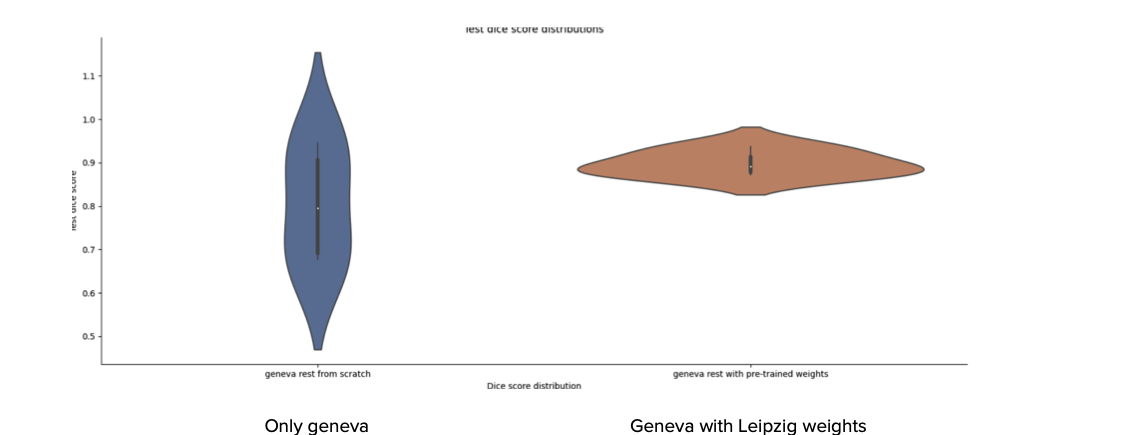 Test dice score distributions
1.1
1.0
0.9
0.8
0.7
0.6
0.5
Test dice score
geneva rest from scratch
geneva rest with pre-trained weights
Dice score distribution
Only geneva
Geneva with Leipzig weights